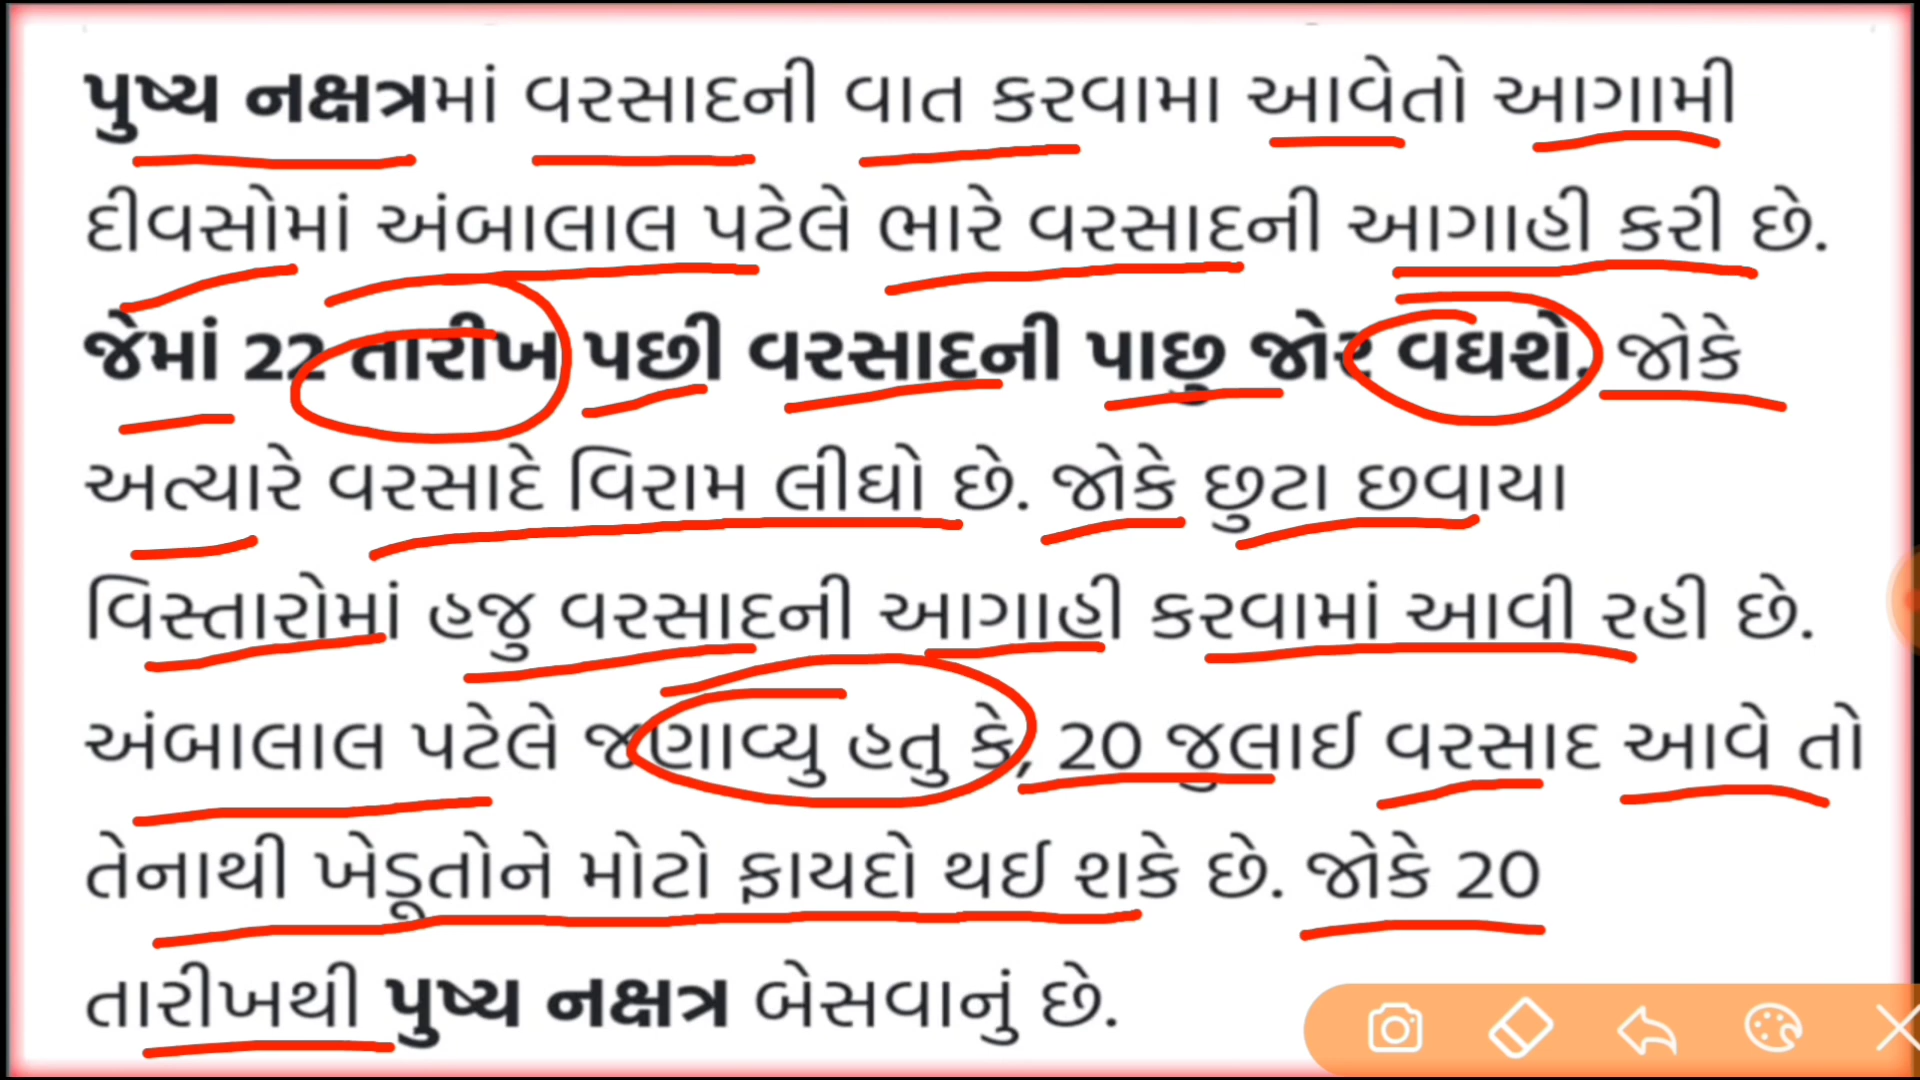 પુષ્ય નક્ષત્રમાં વરસાદની વાત કરવામા આવેતો આગામી
દીવસોમાં અંબાલાલ પટેલે ભારે વરસાદની આગાહી કરી છે.
જેમાં 22 તારીખ પછી વરસાદની પાછુ જોર વધશે. જોકે
અત્યારે વરસાદે વિરામ લીધો છે. જોકે છુટા છવાયા
વિસ્તારોમાં હજુ વરસાદની આગાહી કરવામાં આવી રહી છે.
અંબાલાલ પટેલે જણાવ્યુ હતુ કે, 20 જુલાઈ વરસાદ આવે તો
તેનાથી ખેડૂતોને મોટો ફાયદો થઈ શકે છે. જોકે 20
તારીખથી પુષ્ય નક્ષત્ર બેસવાનું છે.